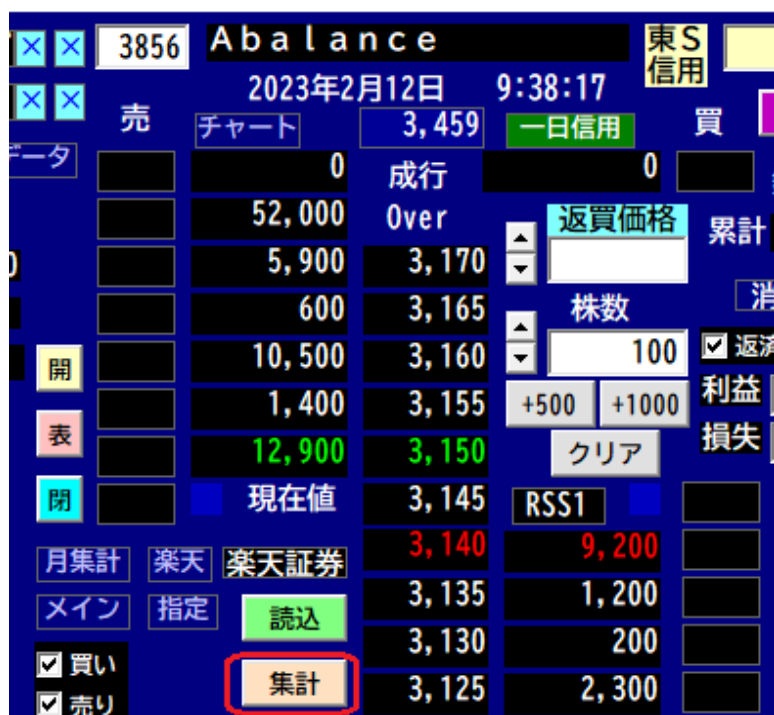 × × 3856 Abalance 東S
信用
2023年2月12日 9:38:17
× × 売 チャート 3,459 一日信用 買
データ 0 成行 0
52,000 Over 返買価格 累計
5,900 3,170
600 3,165 株数 消
開 10,500 3,160 100 返済
1,400 3,155 +500 +1000 利益
表 12,900 3,150 クリア 損失
閉 現在値 3,145 RSS1
月集計 楽天 楽天証券 3,140 9,200
メイン 指定 読込 3,135 1,200
買い 3,130 200
売り 集計 3,125 2,300